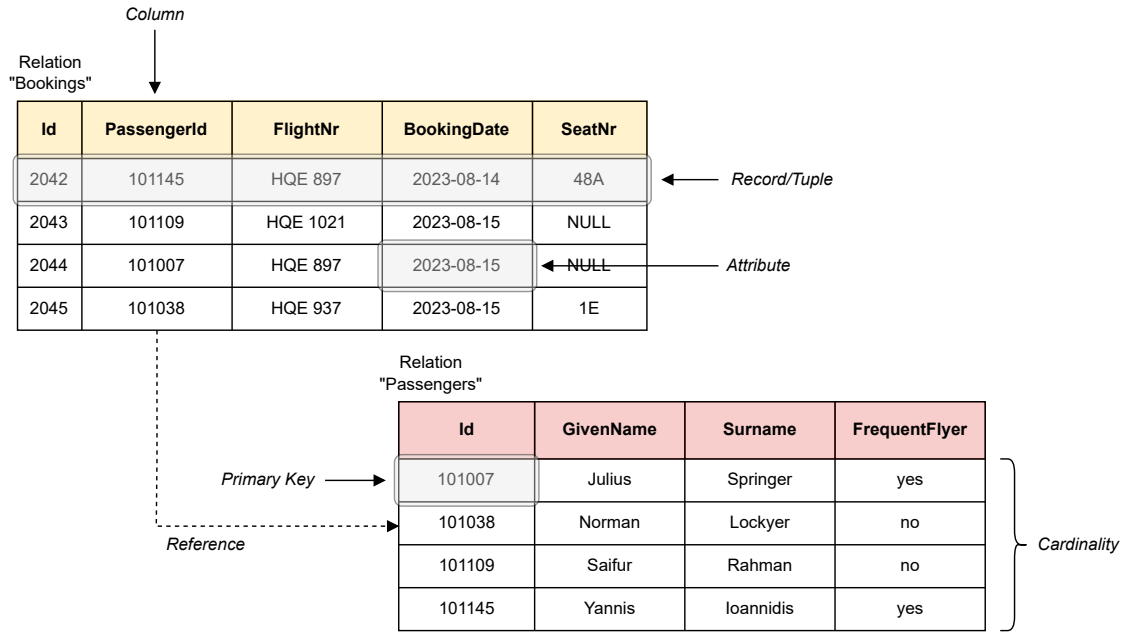 Column
Relation
"Bookings"
Id PassengerId FlightNr BookingDate SeatNr
2042 101145 HQE 897 2023-08-14 48A
Record/Tuple
2043 101109 HQE 1021 2023-08-15 NULL
2044 101007 HQE 897 2023-08-15 NULL
Attribute
2045 101038 HQE 937 2023-08-15 1E
Relation
"Passengers"
Id GivenName Surname FrequentFlyer
Primary Key
101007 Julius Springer yes
101038 Norman Lockyer no
Reference
Cardinality
101109 Saifur Rahman no
101145 Yannis Ioannidis yes